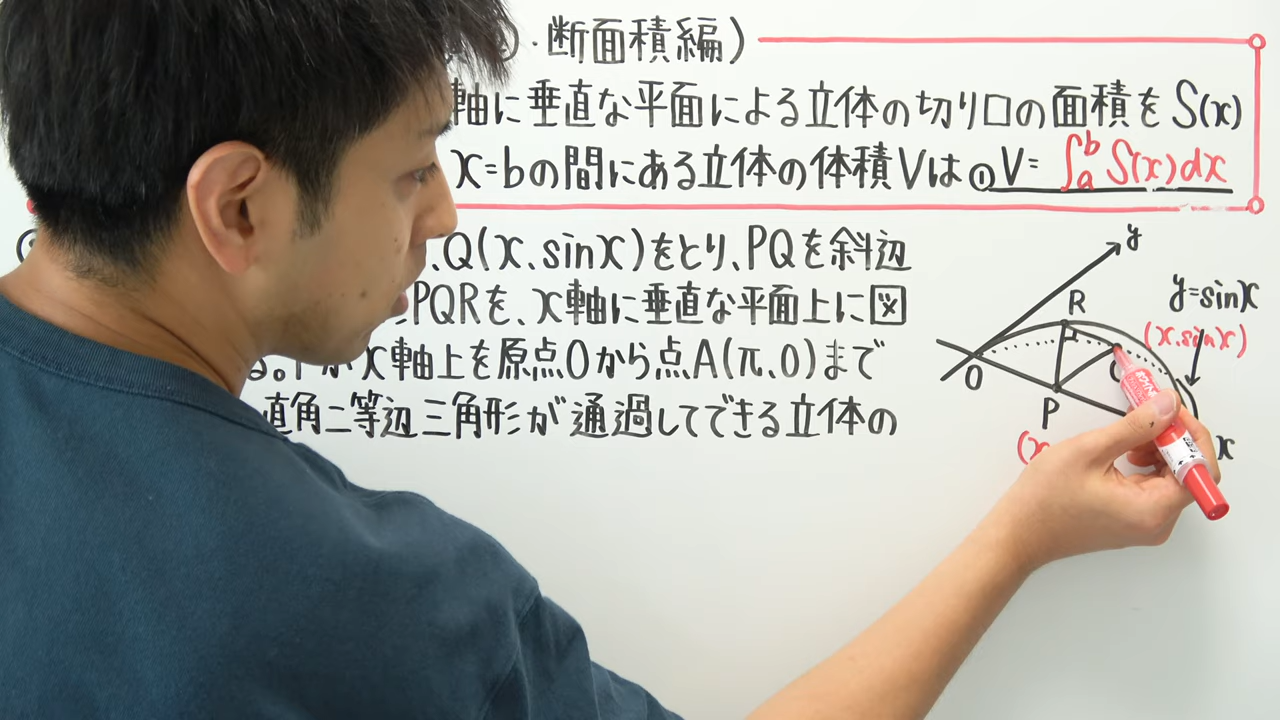 ・断面積編)
軸に垂直な平面による立体の切り口の面積をS(x)
x=bの間にある立体の体積Vは①V=∫ₐᵇS(x)dx
、Q(x、sinx)をとり、PQを斜辺
PQRを、x軸に垂直な平面上に図
x軸上を原点Oから点A(π、0)まで
直角二等辺三角形が通過してできる立体の
y
y=sinx
R
(x、sinx)
O
P
(x
x